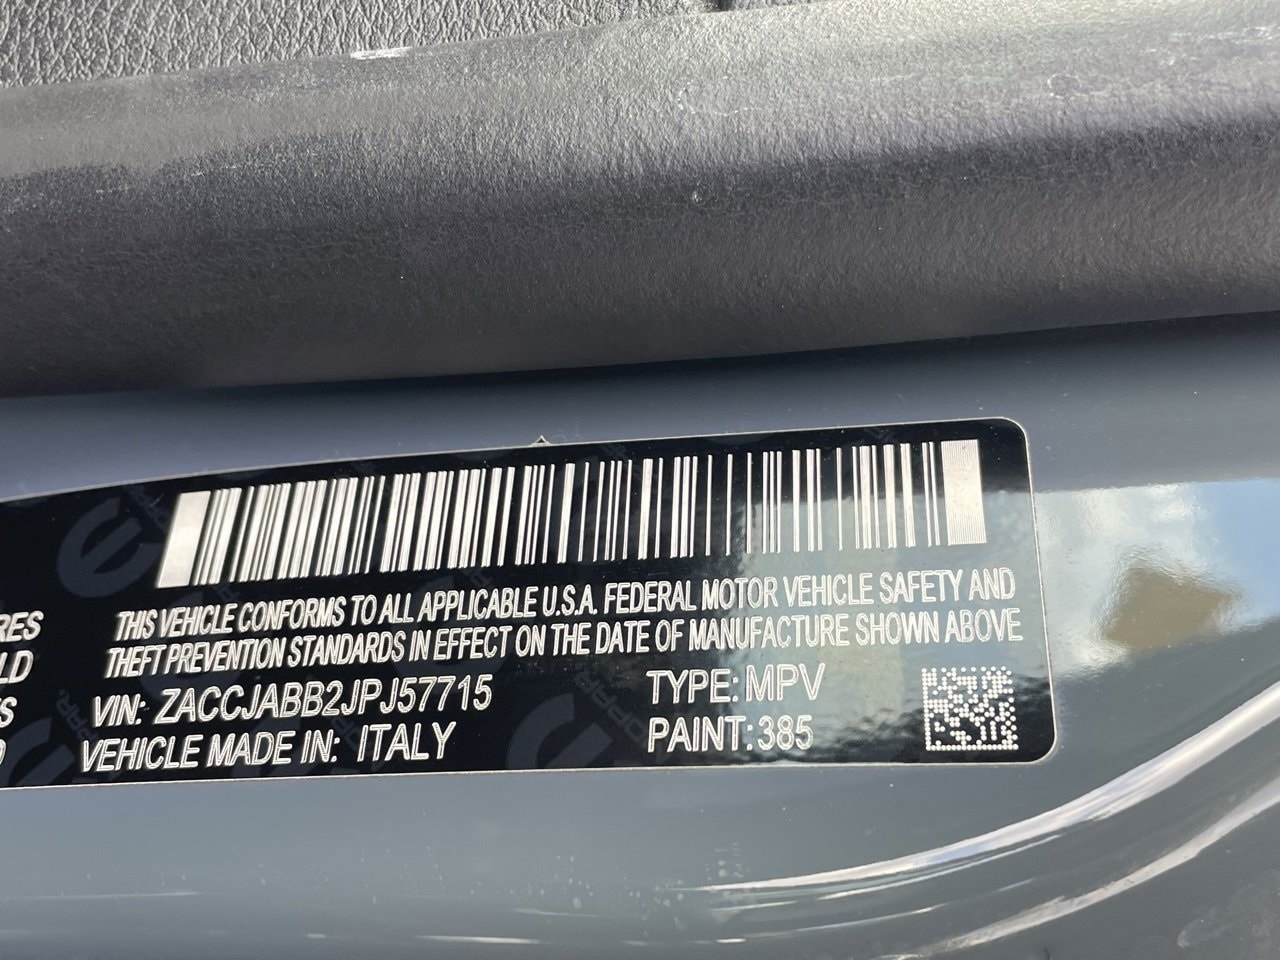 THIS VEHICLE CONFORMS TO ALL APPLICABLE U.S.A. FEDERAL MOTOR VEHICLE SAFETY AND
THEFT PREVENTION STANDARDS IN EFFECT ON THE DATE OF MANUFACTURE SHOWN ABOVE
VIN: ZACCJABB2JPJ57715 TYPE: MPV
VEHICLE MADE IN: ITALY PAINT: 385